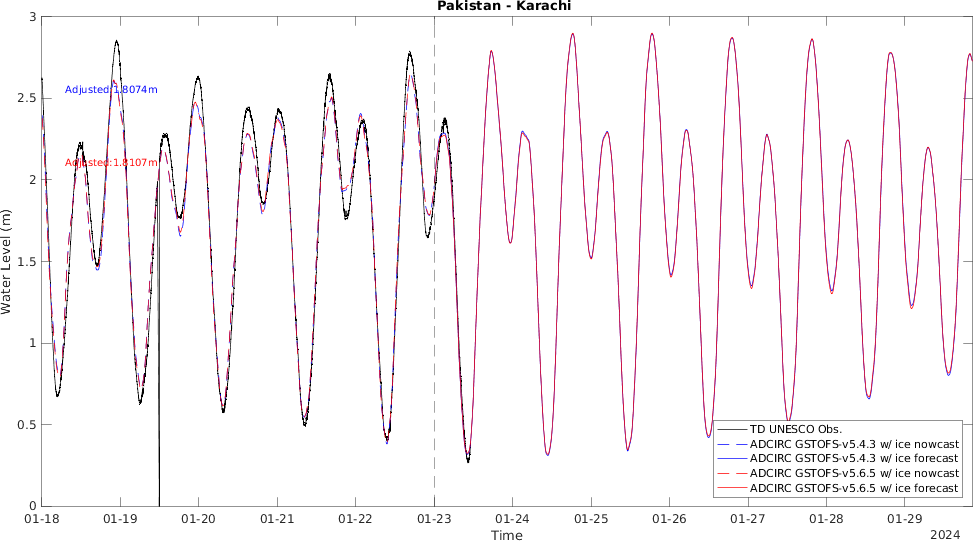 Pakistan - Karachi
3
2.5
2
1.5
1
0.5
0
Water Level (m)
Adjusted:1.8074m
Adjusted:1.8107m
TD UNESCO Obs.
ADCIRC GSTOFS-v5.4.3 w/ ice nowcast
ADCIRC GSTOFS-v5.4.3 w/ ice forecast
ADCIRC GSTOFS-v5.6.5 w/ ice nowcast
ADCIRC GSTOFS-v5.6.5 w/ ice forecast
01-18 01-19 01-20 01-21 01-22 01-23 01-24 01-25 01-26 01-27 01-28 01-29
Time
2024